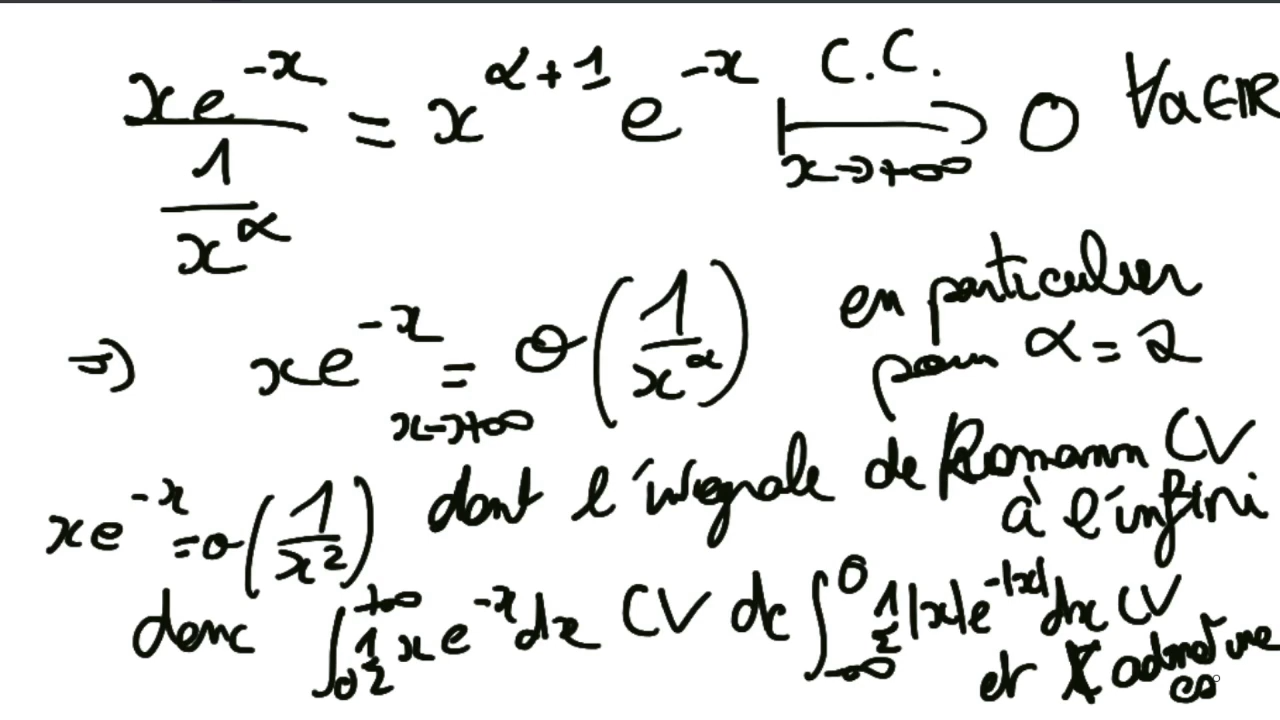 xe^{-x} / (1/x^α) = x^{α+1} e^{-x} ⟼_{x→+∞} C.C. 0 ∀α∈IR
⇒ xe^{-x} =_{x→+∞} o(1/x^α) en particulier pour α = 2
xe^{-x} = o(1/x²) dont l'intégrale de Riemann CV à l'infini
donc ∫_0^{+∞} 1/2 xe^{-x} dx CV dc ∫_{-∞}^0 1/2 |x|e^{-|x|} dx CV
et X admet une